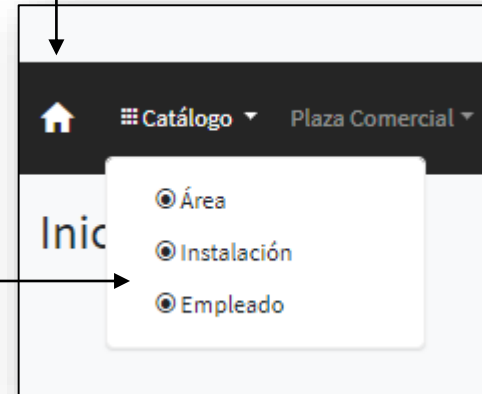 Catálogo Plaza Comercial
Área
Inic
Instalación
Empleado